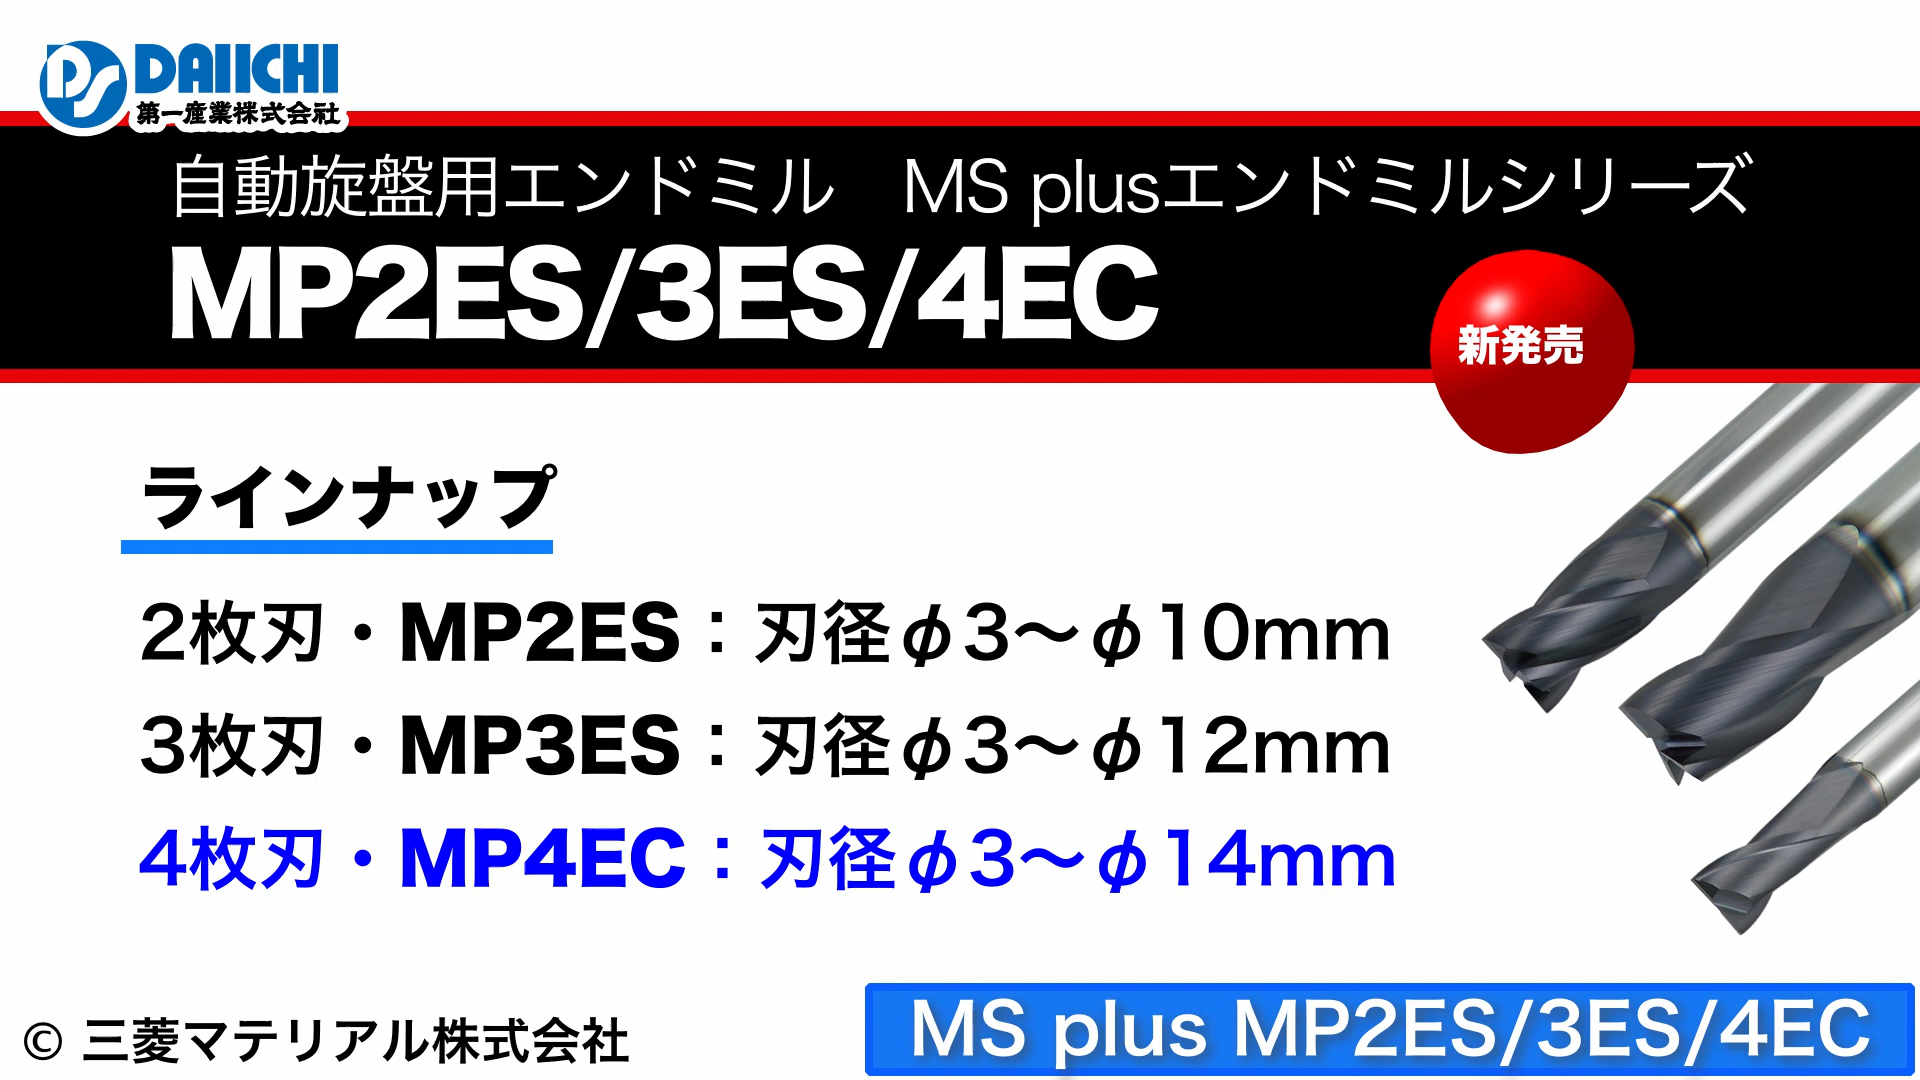 DAIICHI
第一産業株式会社
自動旋盤用エンドミル　MS plusエンドミルシリーズ
MP2ES/3ES/4EC
新発売
ラインナップ
2枚刃・MP2ES：刃径φ3〜φ10mm
3枚刃・MP3ES：刃径φ3〜φ12mm
4枚刃・MP4EC：刃径φ3〜φ14mm
© 三菱マテリアル株式会社
MS plus MP2ES/3ES/4EC